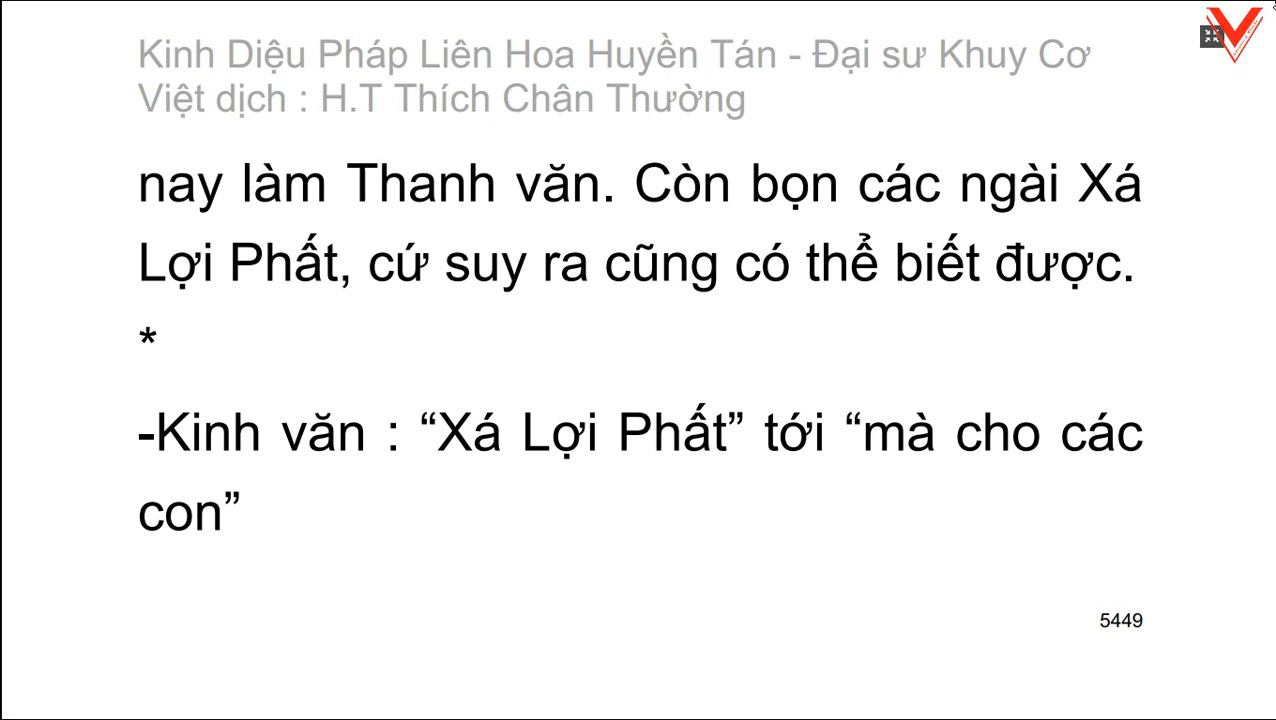 Kinh Diệu Pháp Liên Hoa Huyền Tán - Đại sư Khuy Cơ
Việt dịch : H.T Thích Chân Thường
nay làm Thanh văn. Còn bọn các ngài Xá
Lợi Phất, cứ suy ra cũng có thể biết được.
*
-Kinh văn : “Xá Lợi Phất” tới “mà cho các
con”
5449